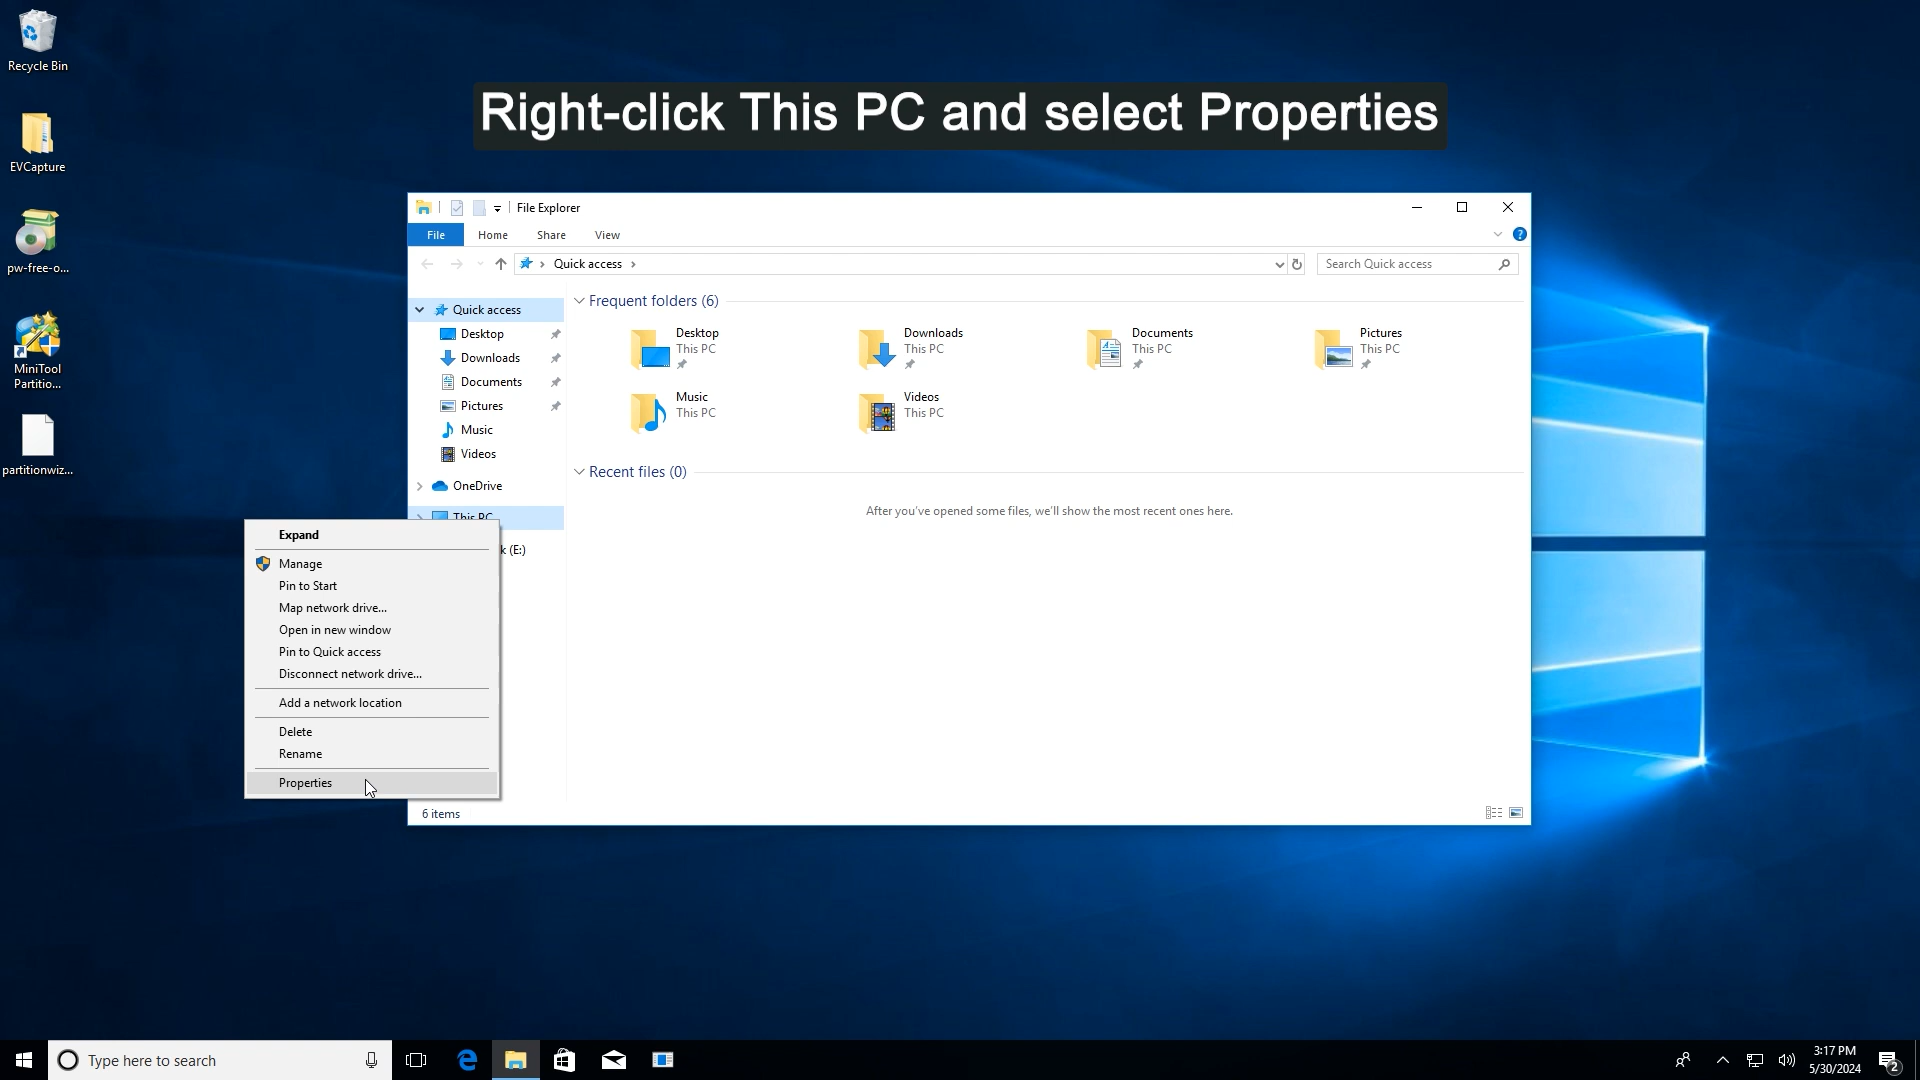 Recycle Bin
EVCapture
pw-free-o...
MiniTool
Partitio...
partitionwiz...
Right-click This PC and select Properties
File Explorer
File
Home
Share
View
Quick access
Search Quick access
Quick access
Desktop
Downloads
Documents
Pictures
Music
Videos
OneDrive
This PC
k (E:)
Frequent folders (6)
Desktop
This PC
Downloads
This PC
Documents
This PC
Pictures
This PC
Music
This PC
Videos
This PC
Recent files (0)
After you've opened some files, we'll show the most recent ones here.
Expand
Manage
Pin to Start
Map network drive...
Open in new window
Pin to Quick access
Disconnect network drive...
Add a network location
Delete
Rename
Properties
6 items
Type here to search
3:17 PM
5/30/2024
2